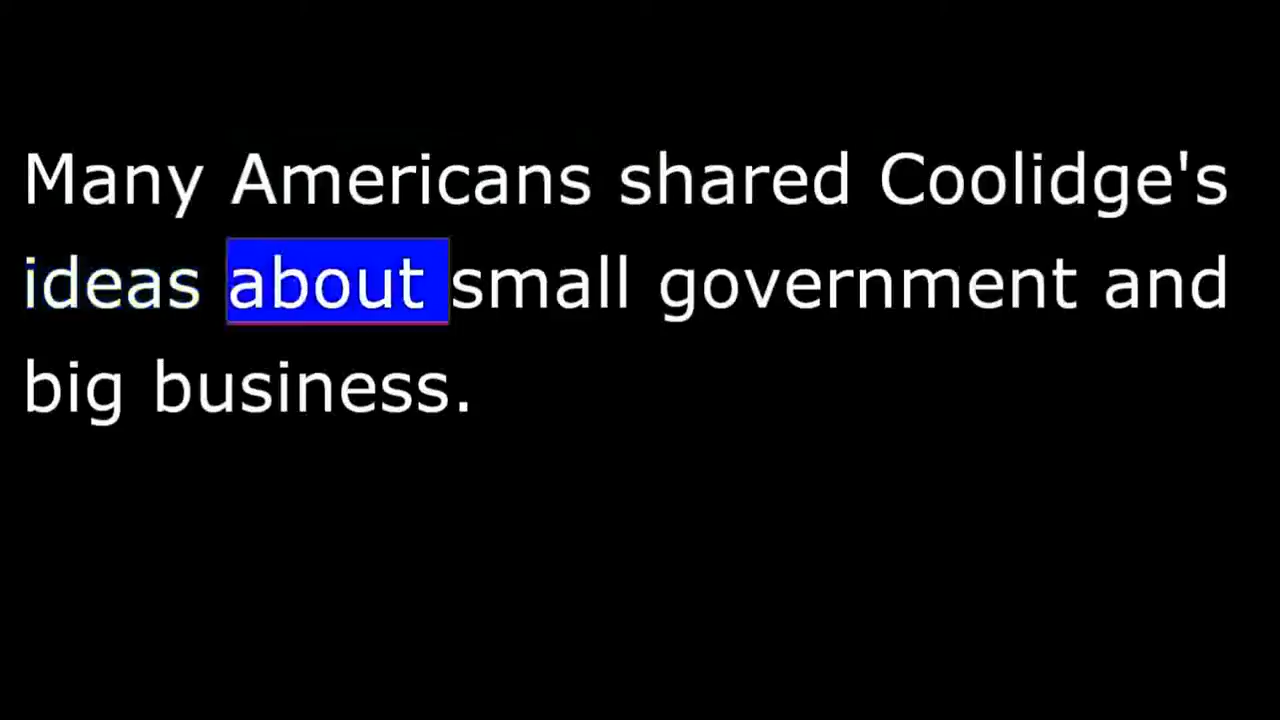 Many Americans shared Coolidge's
ideas about small government and
big business.